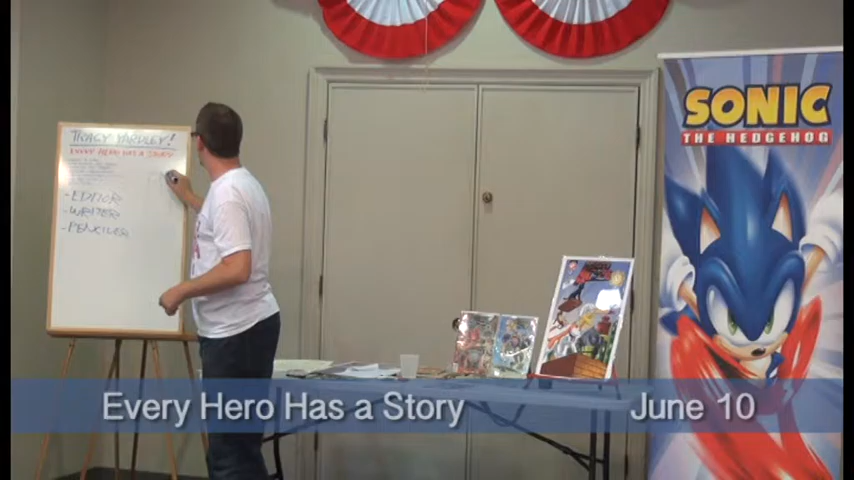 TRACY YARDLEY!
EVERY HERO HAS A STORY
- EDITOR
- WRITER
- PENCILER
SONIC
THE HEDGEHOG
Every Hero Has a Story
June 10